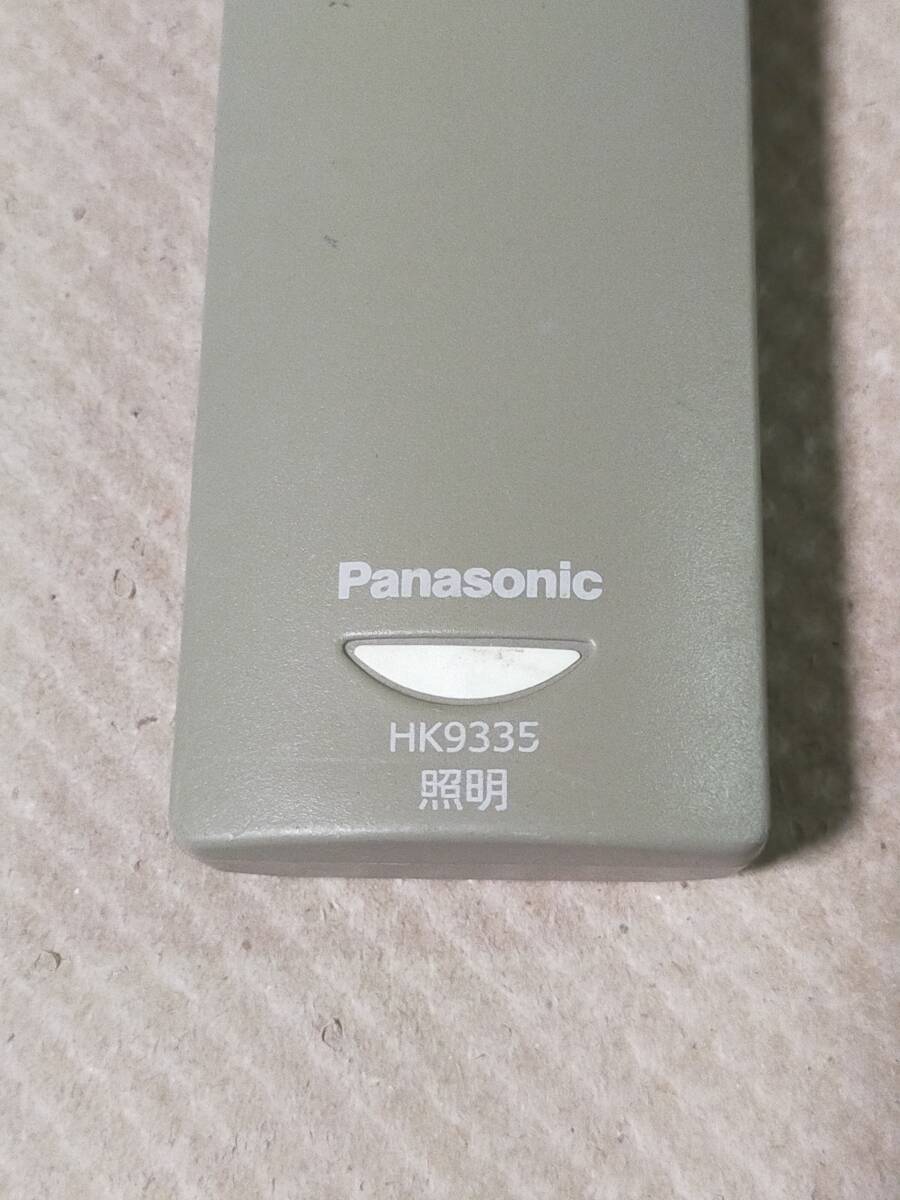 Panasonic
HK9335
照明